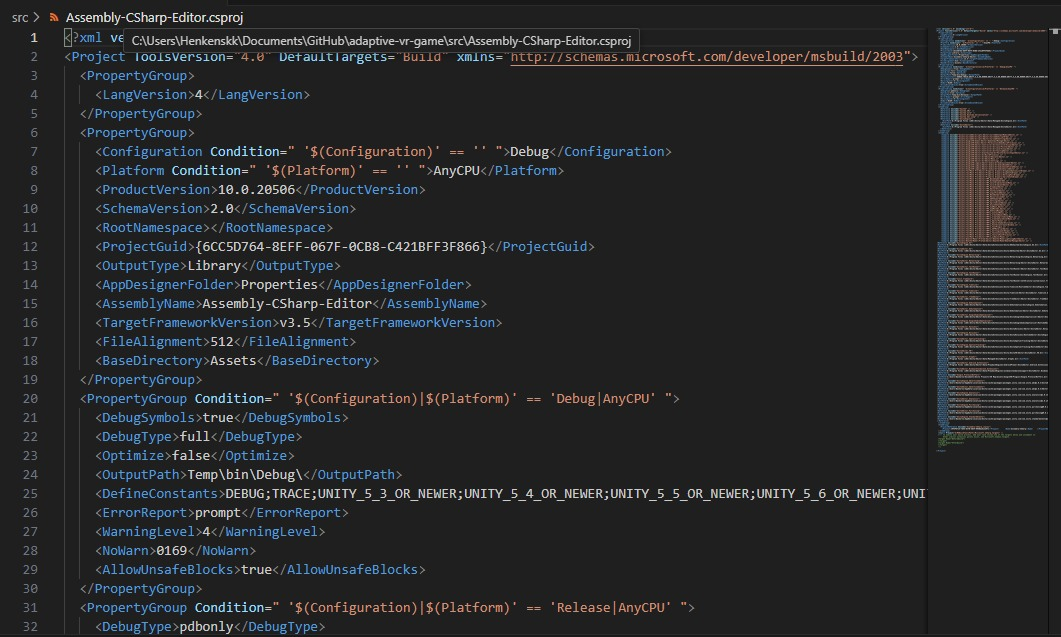 src > Assembly-CSharp-Editor.csproj
1 <?xml ve
C:\Users\Henkenskk\Documents\GitHub\adaptive-vr-game\src\Assembly-CSharp-Editor.csproj
2 <Project ToolsVersion="4.0" DefaultTargets="Build" xmlns="http://schemas.microsoft.com/developer/msbuild/2003">
3 <PropertyGroup>
4 <LangVersion>4</LangVersion>
5 </PropertyGroup>
6 <PropertyGroup>
7 <Configuration Condition=" '$(Configuration)' == '' ">Debug</Configuration>
8 <Platform Condition=" '$(Platform)' == '' ">AnyCPU</Platform>
9 <ProductVersion>10.0.20506</ProductVersion>
10 <SchemaVersion>2.0</SchemaVersion>
11 <RootNamespace></RootNamespace>
12 <ProjectGuid>{6CC5D764-8EFF-067F-0CB8-C421BFF3F866}</ProjectGuid>
13 <OutputType>Library</OutputType>
14 <AppDesignerFolder>Properties</AppDesignerFolder>
15 <AssemblyName>Assembly-CSharp-Editor</AssemblyName>
16 <TargetFrameworkVersion>v3.5</TargetFrameworkVersion>
17 <FileAlignment>512</FileAlignment>
18 <BaseDirectory>Assets</BaseDirectory>
19 </PropertyGroup>
20 <PropertyGroup Condition=" '$(Configuration)|$(Platform)' == 'Debug|AnyCPU' ">
21 <DebugSymbols>true</DebugSymbols>
22 <DebugType>full</DebugType>
23 <Optimize>false</Optimize>
24 <OutputPath>Temp\bin\Debug\</OutputPath>
25 <DefineConstants>DEBUG;TRACE;UNITY_5_3_OR_NEWER;UNITY_5_4_OR_NEWER;UNITY_5_5_OR_NEWER;UNITY_5_6_OR_NEWER;UNI
26 <ErrorReport>prompt</ErrorReport>
27 <WarningLevel>4</WarningLevel>
28 <NoWarn>0169</NoWarn>
29 <AllowUnsafeBlocks>true</AllowUnsafeBlocks>
30 </PropertyGroup>
31 <PropertyGroup Condition=" '$(Configuration)|$(Platform)' == 'Release|AnyCPU' ">
32 <DebugType>pdbonly</DebugType>